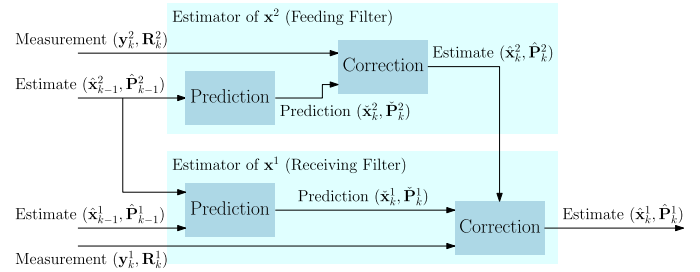 Estimator of x² (Feeding Filter)
Measurement (y²ₖ, R²ₖ)
Correction
Estimate (x̂²ₖ, P̂²ₖ)
Estimate (x̂²ₖ₋₁, P̂²ₖ₋₁)
Prediction
Prediction (x̌²ₖ, P̌²ₖ)
Estimator of x¹ (Receiving Filter)
Prediction
Prediction (x̌¹ₖ, P̌¹ₖ)
Estimate (x̂¹ₖ₋₁, P̂¹ₖ₋₁)
Correction
Estimate (x̂¹ₖ, P̂¹ₖ)
Measurement (y¹ₖ, R¹ₖ)